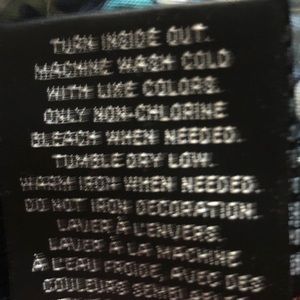 TURN INSIDE OUT.
MACHINE WASH COLD
WITH LIKE COLORS.
ONLY NON-CHLORINE
BLEACH WHEN NEEDED.
TUMBLE DRY LOW.
WARM IRON WHEN NEEDED.
DO NOT IRON DECORATION.
LAVER À L'ENVERS.
LAVER À LA MACHINE
À L'EAU FROIDE, AVEC DES
COULEURS